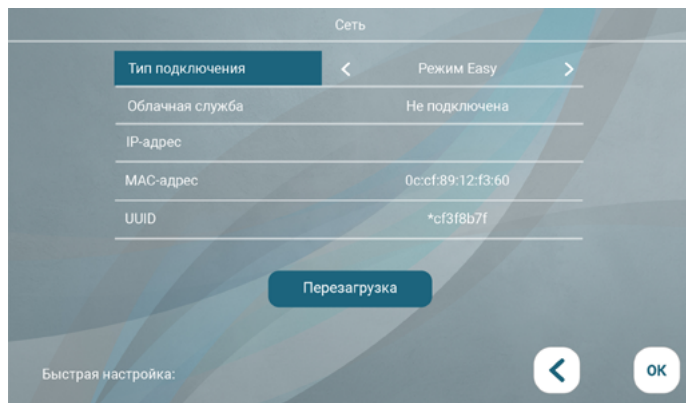 Сеть
Тип подключения Режим Easy
Облачная служба Не подключена
IP-адрес
MAC-адрес 0c:cf:89:12:f3:60
UUID *cf3f8b7f
Перезагрузка
Быстрая настройка:
ОК